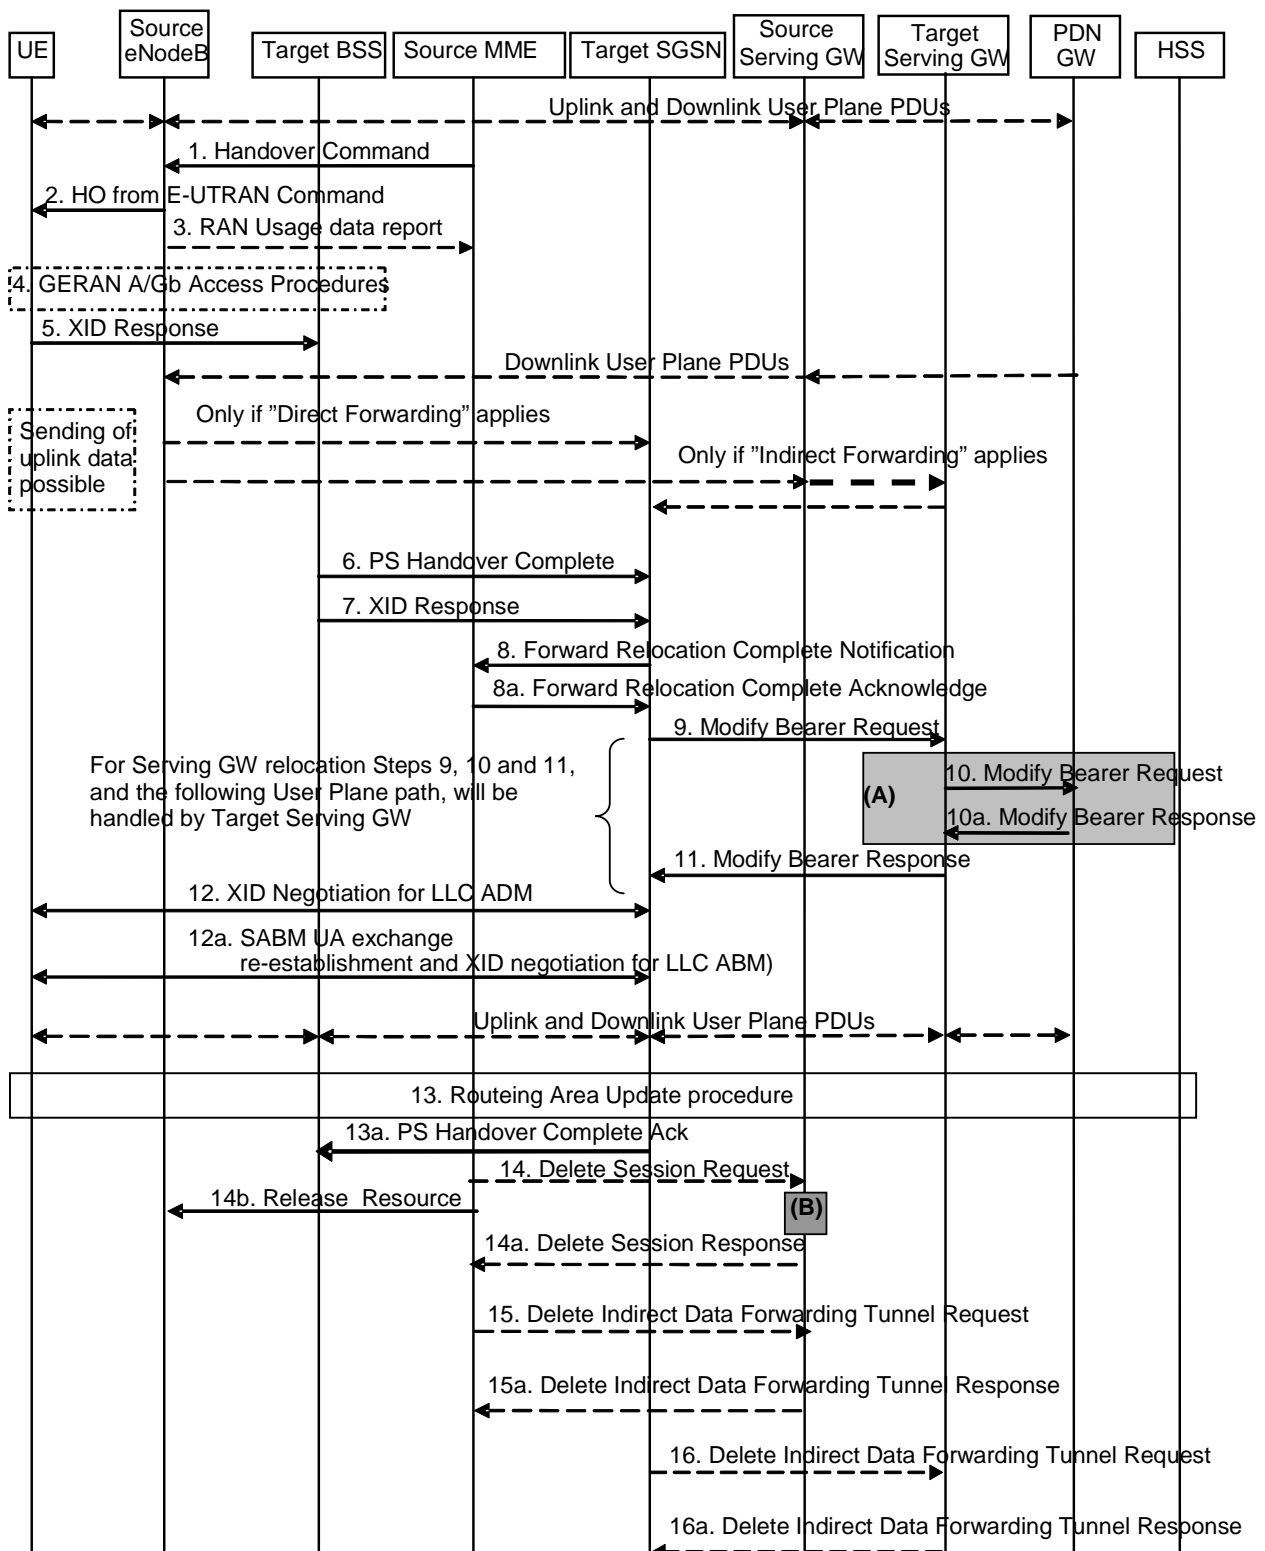 UE
Source
eNodeB
Target BSS
Source MME
Target SGSN
Source
Serving GW
Target
Serving GW
PDN
GW
HSS
Uplink and Downlink User Plane PDUs
1. Handover Command
2. HO from E-UTRAN Command
3. RAN Usage data report
4. GERAN A/Gb Access Procedures
5. XID Response
Downlink User Plane PDUs
Only if ”Direct Forwarding” applies
Sending of
uplink data
possible
Only if ”Indirect Forwarding” applies
6. PS Handover Complete
7. XID Response
8. Forward Relocation Complete Notification
8a. Forward Relocation Complete Acknowledge
9. Modify Bearer Request
For Serving GW relocation Steps 9, 10 and 11,
and the following User Plane path, will be
handled by Target Serving GW
(A)
10. Modify Bearer Request
10a. Modify Bearer Response
11. Modify Bearer Response
12. XID Negotiation for LLC ADM
12a. SABM UA exchange
re-establishment and XID negotiation for LLC ABM)
Uplink and Downlink User Plane PDUs
13. Routeing Area Update procedure
13a. PS Handover Complete Ack
14. Delete Session Request
14b. Release Resource
(B)
14a. Delete Session Response
15. Delete Indirect Data Forwarding Tunnel Request
15a. Delete Indirect Data Forwarding Tunnel Response
16. Delete Indirect Data Forwarding Tunnel Request
16a. Delete Indirect Data Forwarding Tunnel Response